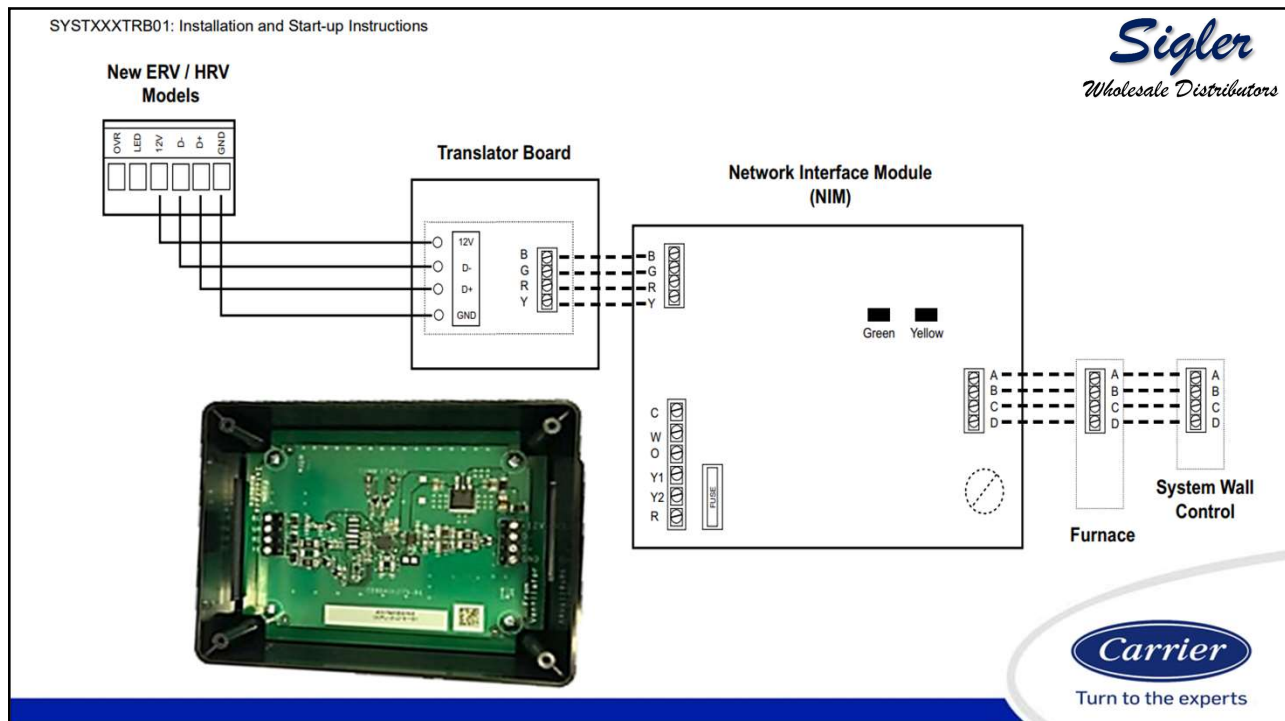 SYSTXXXTRB01: Installation and Start-up Instructions
Sigler
Wholesale Distributors
New ERV / HRV
Models
OVR
LED
12V
D-
D+
GND
Translator Board
12V
D-
D+
GND
B
G
R
Y
Network Interface Module
(NIM)
B
G
R
Y
Green Yellow
C
W
O
Y1
Y2
R
FUSE
A
B
C
D
A
B
C
D
Furnace
A
B
C
D
System Wall
Control
Carrier
Turn to the experts